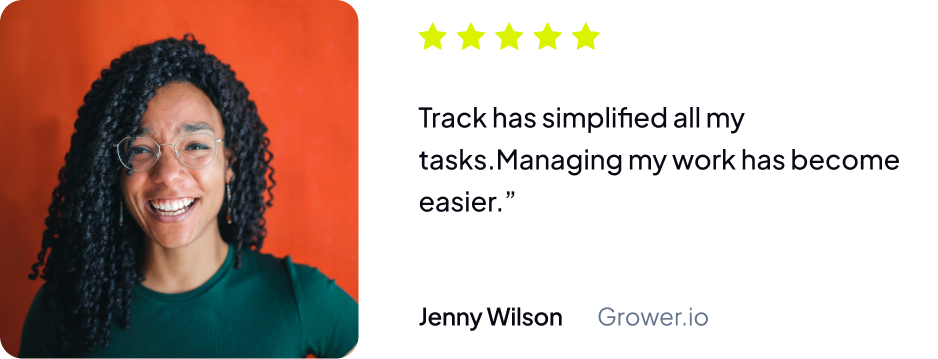 Track has simplified all my
tasks.Managing my work has become
easier.”
Jenny Wilson Grower.io